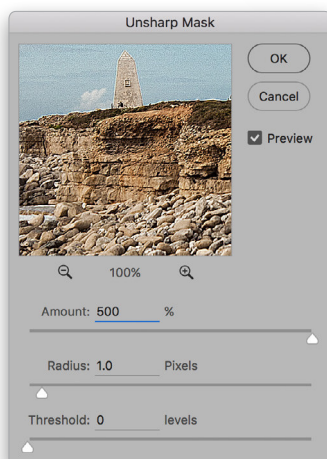 Unsharp Mask
OK
Cancel
Preview
100%
Amount: 500 %
Radius: 1.0 Pixels
Threshold: 0 levels